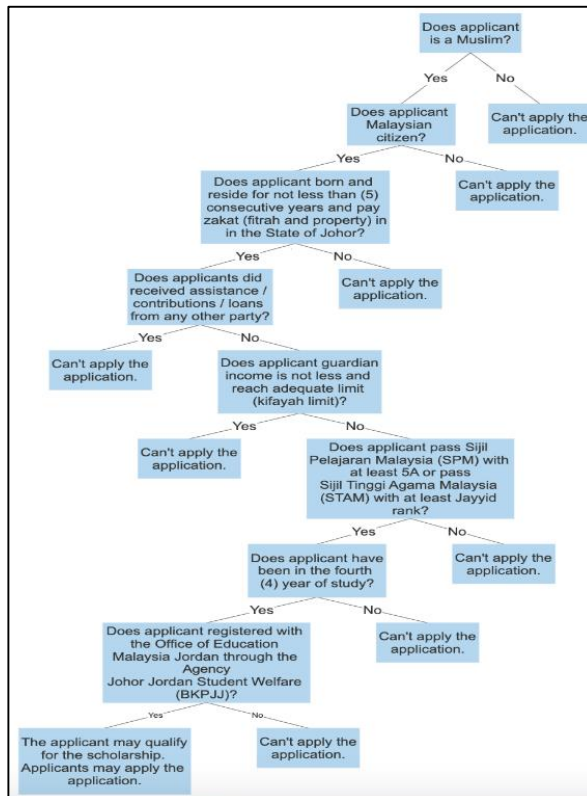 Does applicant
is a Muslim?
Yes
No
Does applicant
Malaysian
citizen?
Can't apply the
application.
Yes
No
Does applicant born and
reside for not less than (5)
consecutive years and pay
zakat (fitrah and property) in
in the State of Johor?
Can't apply the
application.
Yes
No
Does applicants did
received assistance /
contributions / loans
from any other party?
Can't apply the
application.
Yes
No
Can't apply the
application.
Does applicant guardian
income is not less and
reach adequate limit
(kifayah limit)?
Yes
No
Can't apply the
application.
Does applicant pass Sijil
Pelajaran Malaysia (SPM) with
at least 5A or pass
Sijil Tinggi Agama Malaysia
(STAM) with at least Jayyid
rank?
Yes
No
Does applicant have
been in the fourth
(4) year of study?
Can't apply the
application.
Yes
No
Does applicant registered with
the Office of Education
Malaysia Jordan through the
Agency
Johor Jordan Student Welfare
(BKPJJ)?
Can't apply the
application.
Yes
No
The applicant may qualify
for the scholarship.
Applicants may apply the
application.
Can't apply the
application.